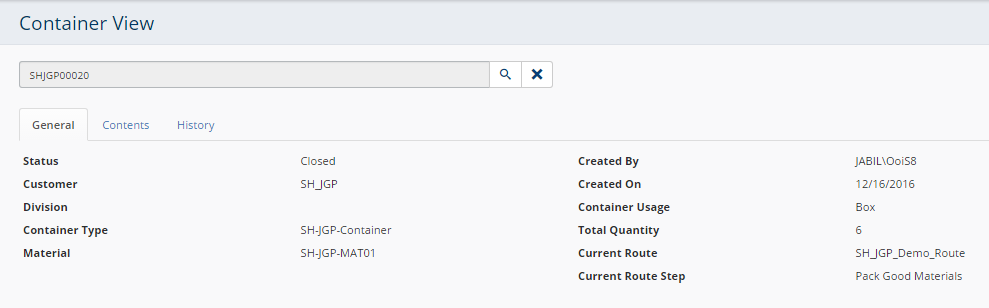 Container View
SHJGP00020
General Contents History
Status Closed Created By JABIL\OoiS8
Customer SH_JGP Created On 12/16/2016
Division Container Usage Box
Container Type SH-JGP-Container Total Quantity 6
Material SH-JGP-MAT01 Current Route SH_JGP_Demo_Route
Current Route Step Pack Good Materials